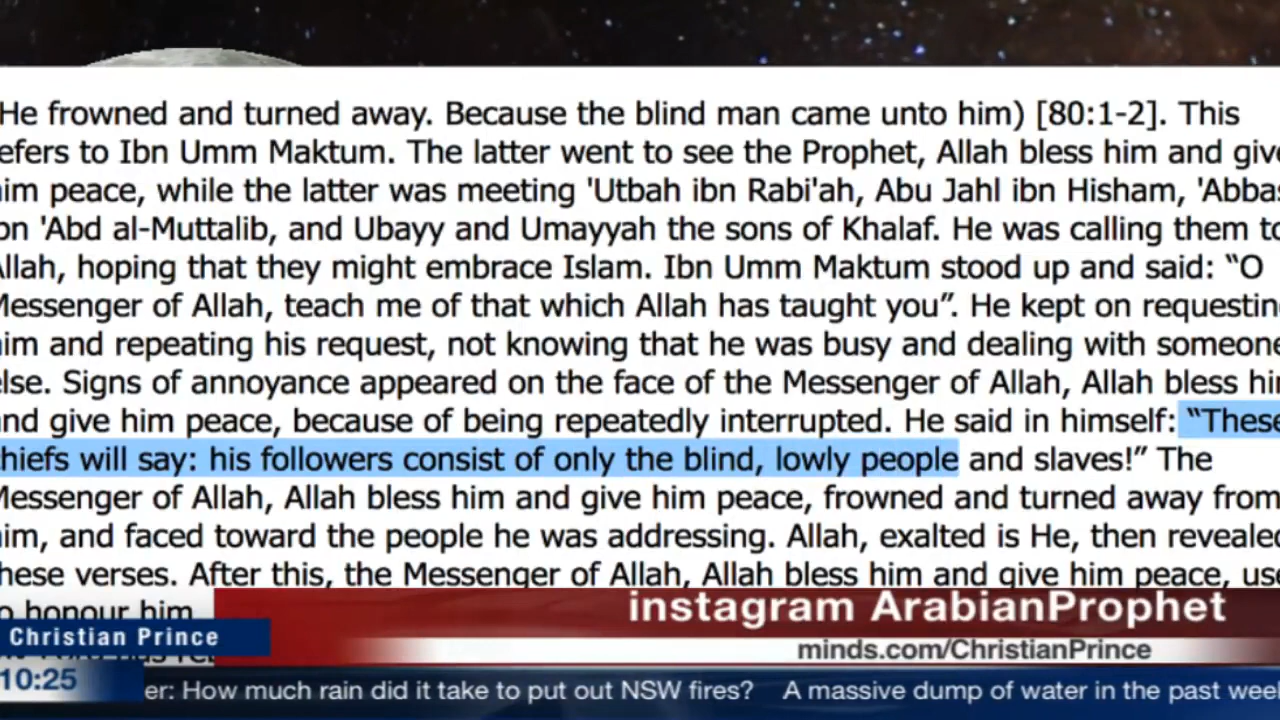 He frowned and turned away. Because the blind man came unto him) [80:1-2]. This
efers to Ibn Umm Maktum. The latter went to see the Prophet, Allah bless him and give
im peace, while the latter was meeting 'Utbah ibn Rabi'ah, Abu Jahl ibn Hisham, 'Abbas
bn 'Abd al-Muttalib, and Ubayy and Umayyah the sons of Khalaf. He was calling them to
Allah, hoping that they might embrace Islam. Ibn Umm Maktum stood up and said: “O
Messenger of Allah, teach me of that which Allah has taught you”. He kept on requesting
him and repeating his request, not knowing that he was busy and dealing with someone
else. Signs of annoyance appeared on the face of the Messenger of Allah, Allah bless him
and give him peace, because of being repeatedly interrupted. He said in himself: “These
chiefs will say: his followers consist of only the blind, lowly people and slaves!” The
Messenger of Allah, Allah bless him and give him peace, frowned and turned away from
him, and faced toward the people he was addressing. Allah, exalted is He, then revealed
these verses. After this, the Messenger of Allah, Allah bless him and give him peace, use
o honour him
instagram ArabianProphet
Christian Prince
minds.com/ChristianPrince
10:25
er: How much rain did it take to put out NSW fires? A massive dump of water in the past week